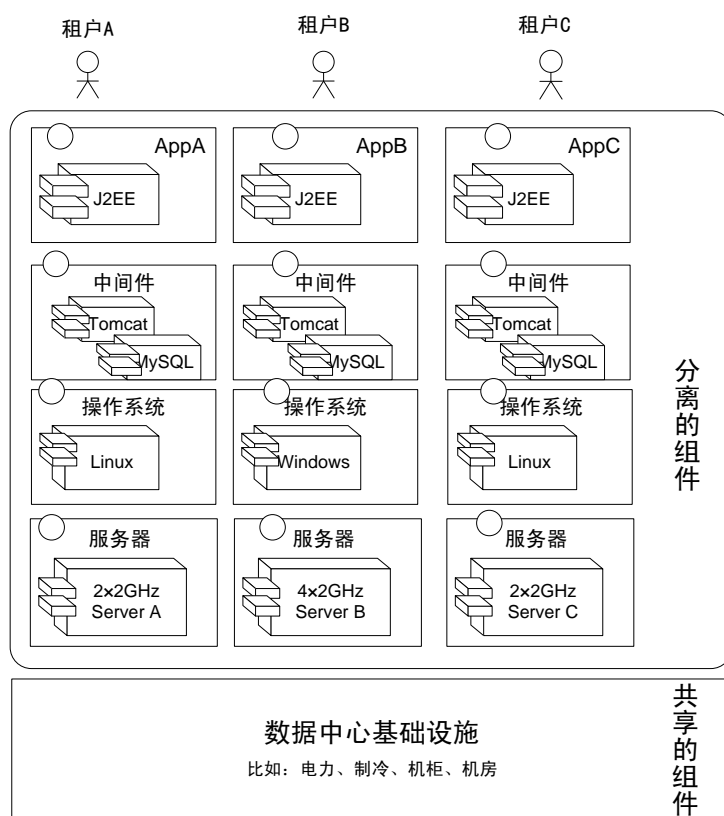 租户A 租户B 租户C
AppA AppB AppC
J2EE J2EE J2EE
中间件 中间件 中间件
Tomcat Tomcat Tomcat
MySQL MySQL MySQL
操作系统 操作系统 操作系统
Linux Windows Linux
服务器 服务器 服务器
2×2GHz 4×2GHz 2×2GHz
Server A Server B Server C
分离的组件
数据中心基础设施
比如：电力、制冷、机柜、机房
共享的组件